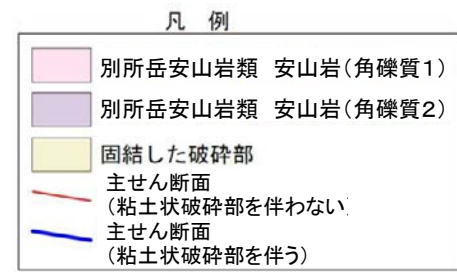 凡 例
別所岳安山岩類 安山岩(角礫質1)
別所岳安山岩類 安山岩(角礫質2)
固結した破砕部
主せん断面
(粘土状破砕部を伴わない
主せん断面
(粘土状破砕部を伴う)